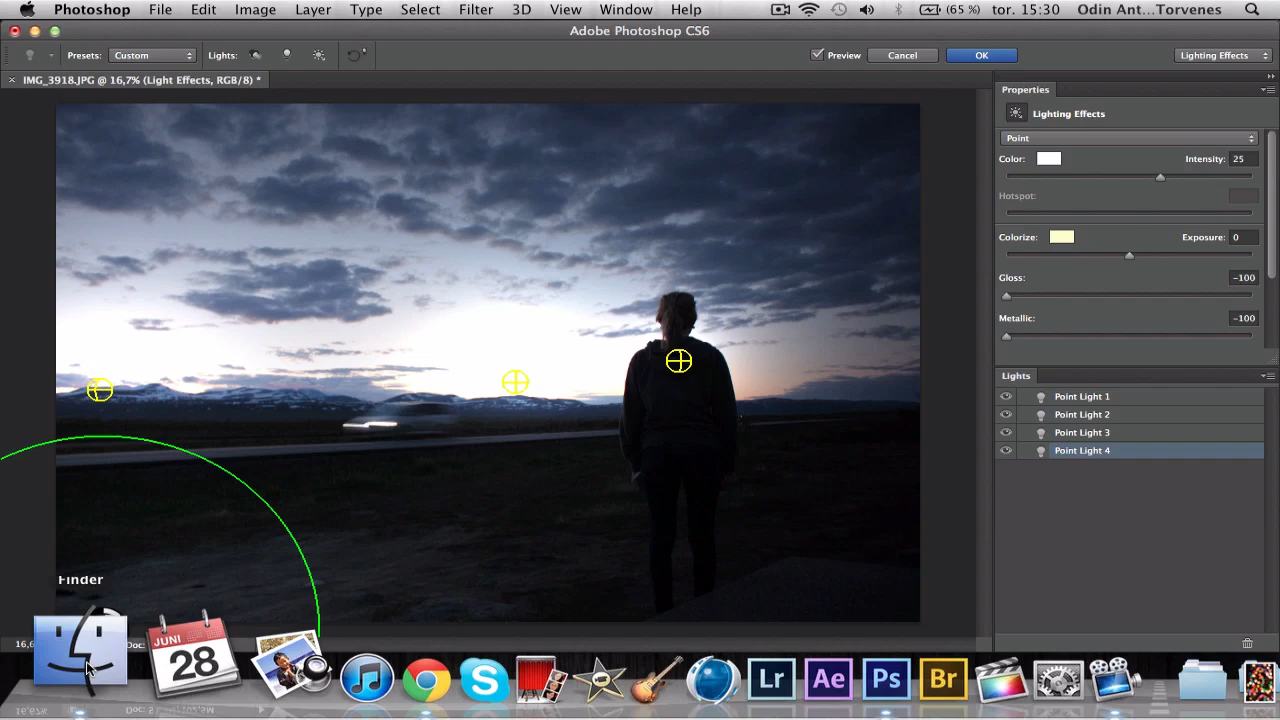 Photoshop File Edit Image Layer Type Select Filter 3D View Window Help (65 %) tor. 15:30 Odin Ant...Torvenes
Adobe Photoshop CS6
Presets: Custom Lights: Preview Cancel OK Lighting Effects
× IMG_3918.JPG @ 16,7% (Light Effects, RGB/8) *
Properties
Lighting Effects
Point
Color: Intensity: 25
Hotspot:
Colorize: Exposure: 0
Gloss: -100
Metallic: -100
Lights
Point Light 1
Point Light 2
Point Light 3
Point Light 4
Finder
Doc:
JUNI
28
Lr Ae Ps Br